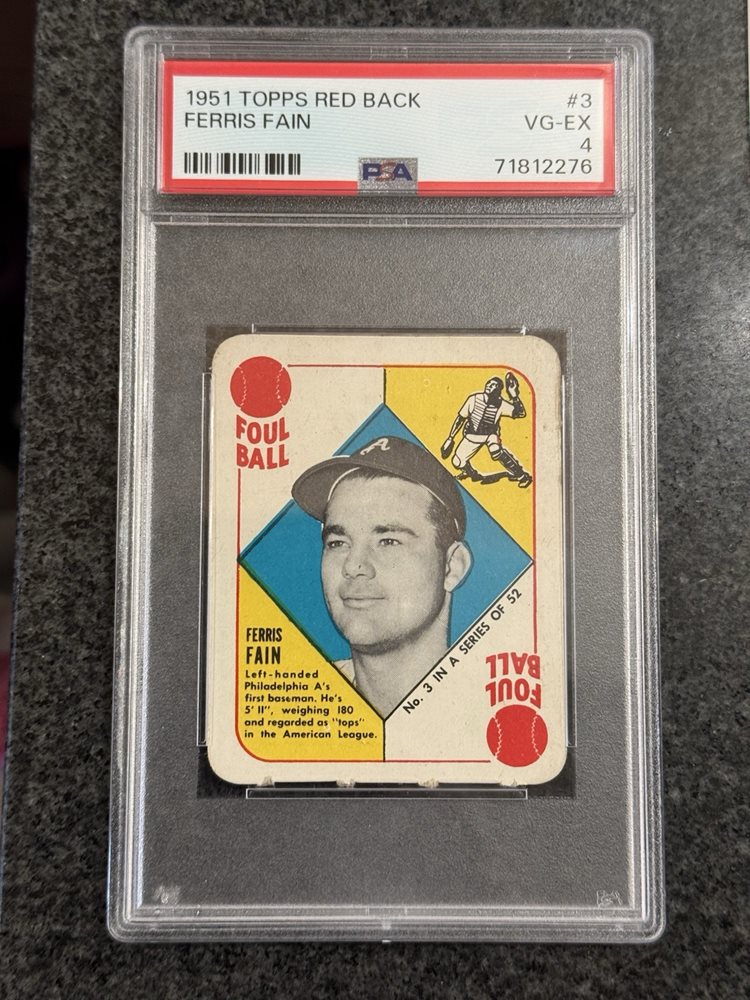 1951 TOPPS RED BACK #3
FERRIS FAIN VG-EX
4
PSA 71812276
FOUL
BALL
A
FERRIS
FAIN
Left-handed
Philadelphia A's
first baseman. He's
5' 11", weighing 180
and regarded as "tops"
in the American League.
No. 3 IN A SERIES OF 52
FOUL
BALL